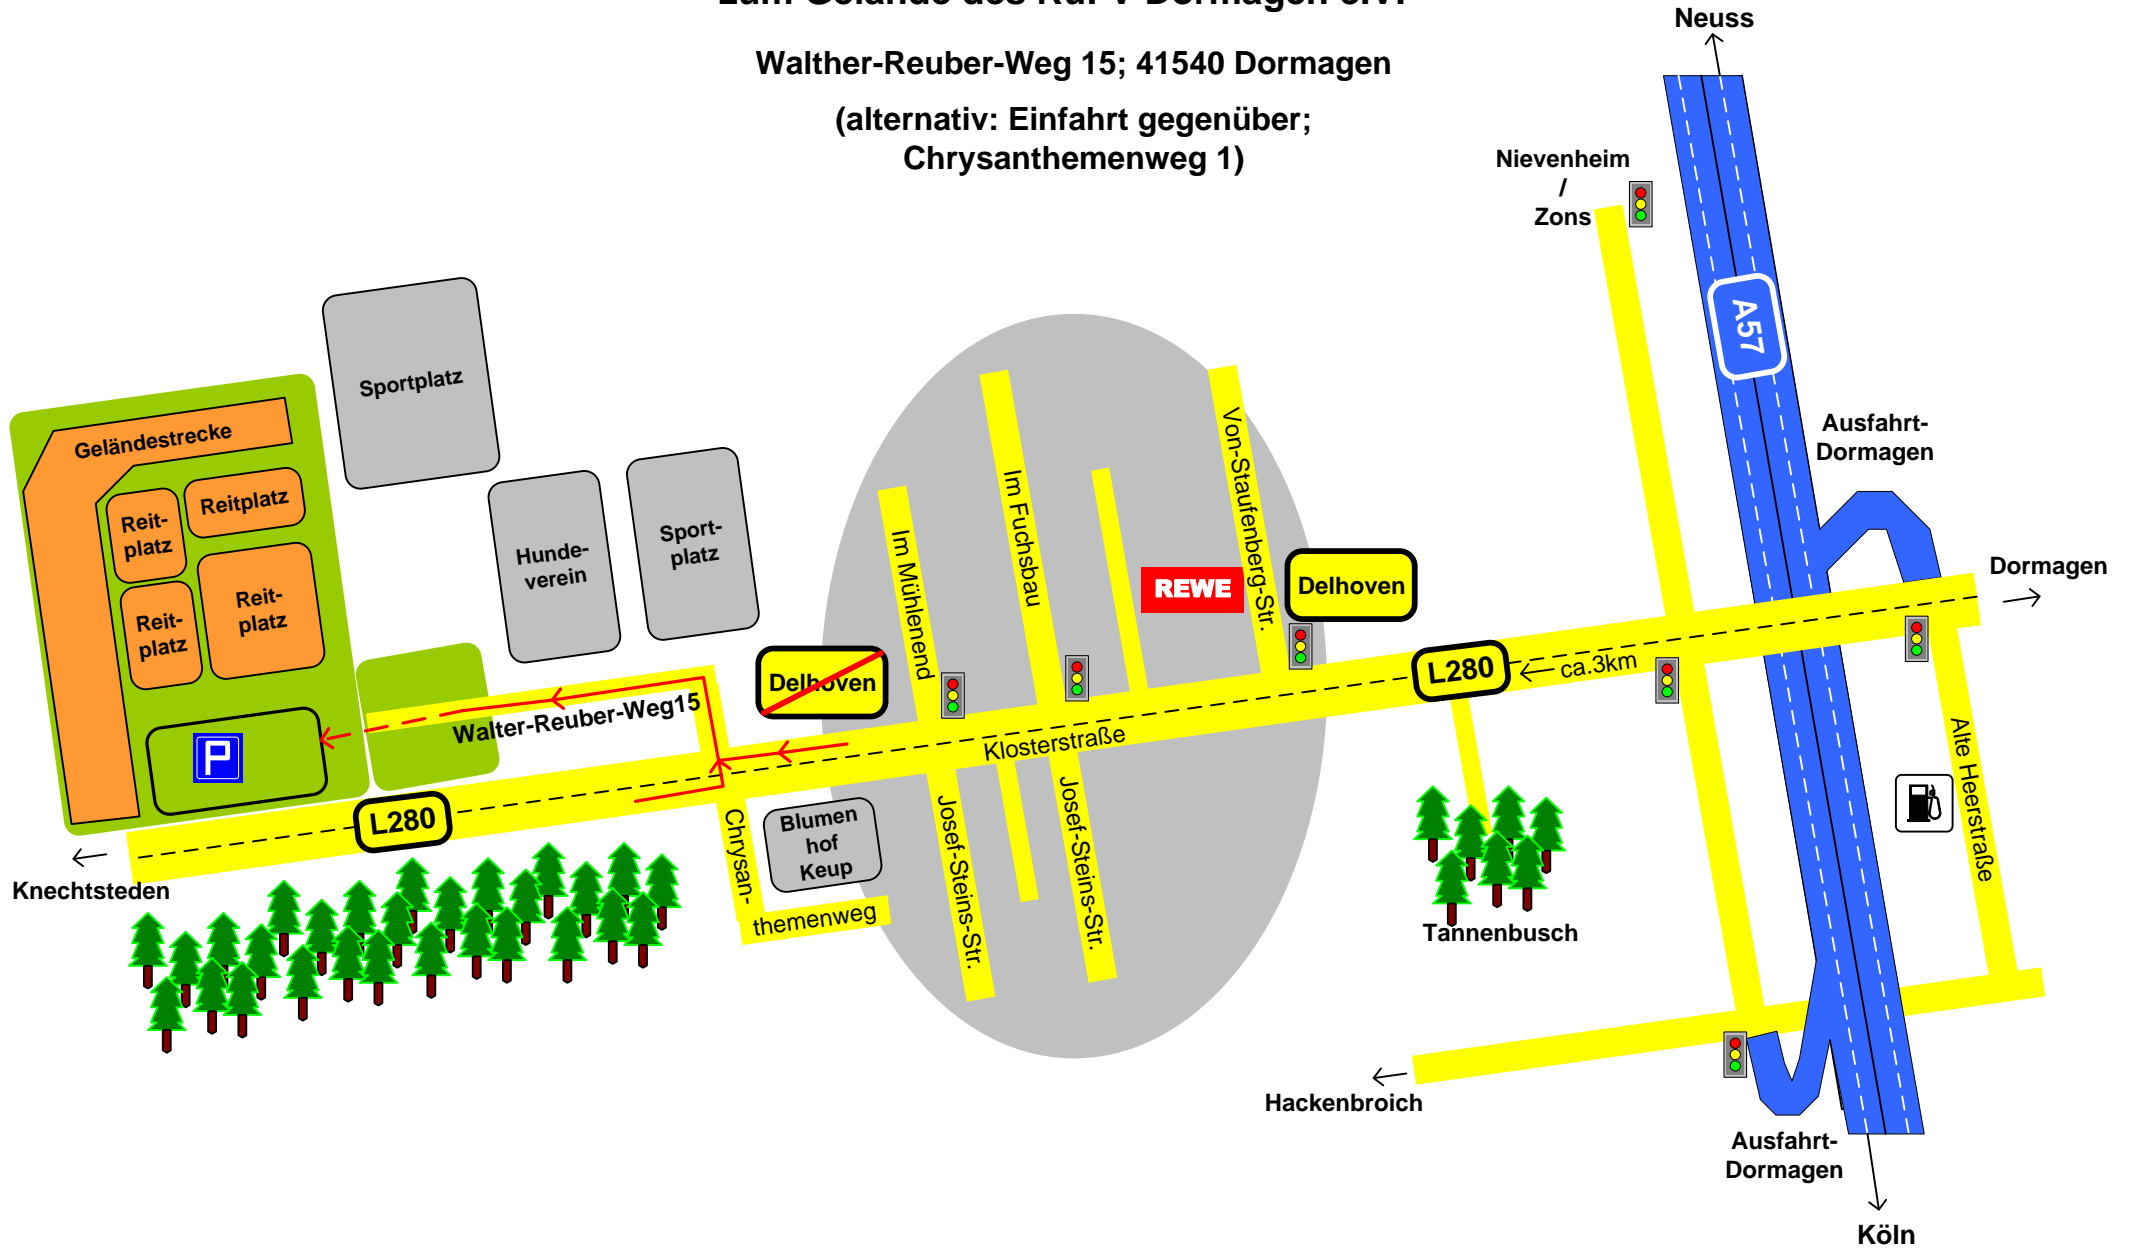 Walther-Reuber-Weg 15; 41540 Dormagen
(alternativ: Einfahrt gegenüber;
Chrysanthemenweg 1)
Neuss
Nievenheim
/
Zons
A57
Ausfahrt-
Dormagen
Dormagen
Sportplatz
Geländestrecke
Reitplatz
Reit-
platz
Reit-
platz
Reit-
platz
Hunde-
verein
Sport-
platz
P
Walter-Reuber-Weg15
Delhoven
Im Mühlenend
Im Fuchsbau
Von-Staufenberg-Str.
REWE
Delhoven
L280
ca.3km
Klosterstraße
L280
Knechtsteden
Chrysan-
themenweg
Blumen
hof
Keup
Josef-Steins-Str.
Josef-Steins-Str.
Tannenbusch
Alte Heerstraße
Hackenbroich
Ausfahrt-
Dormagen
Köln